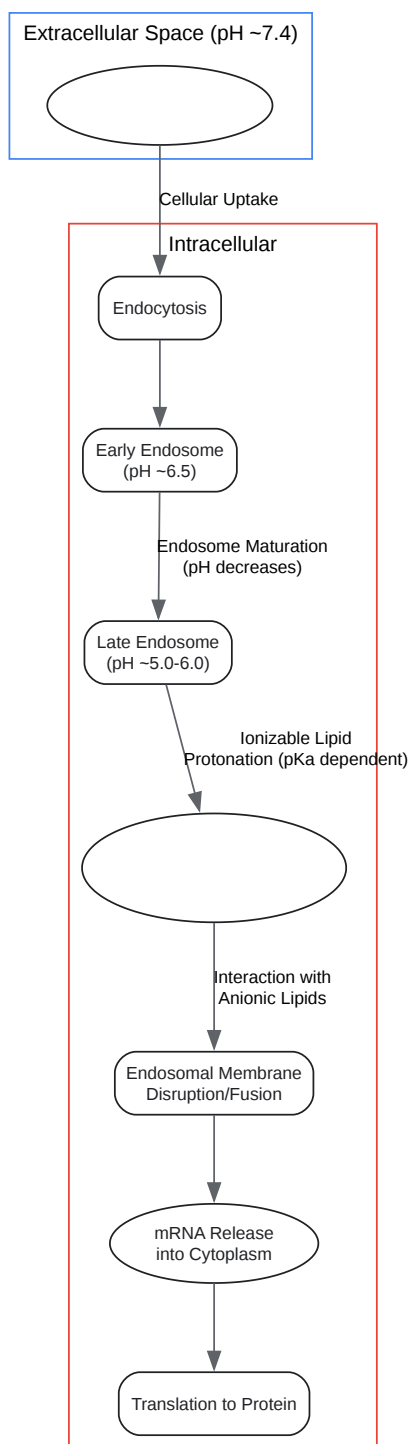 Extracellular Space (pH ~7.4)
Cellular Uptake
Intracellular
Endocytosis
Early Endosome
(pH ~6.5)
Endosome Maturation
(pH decreases)
Late Endosome
(pH ~5.0-6.0)
Ionizable Lipid
Protonation (pKa dependent)
Interaction with
Anionic Lipids
Endosomal Membrane
Disruption/Fusion
mRNA Release
into Cytoplasm
Translation to Protein